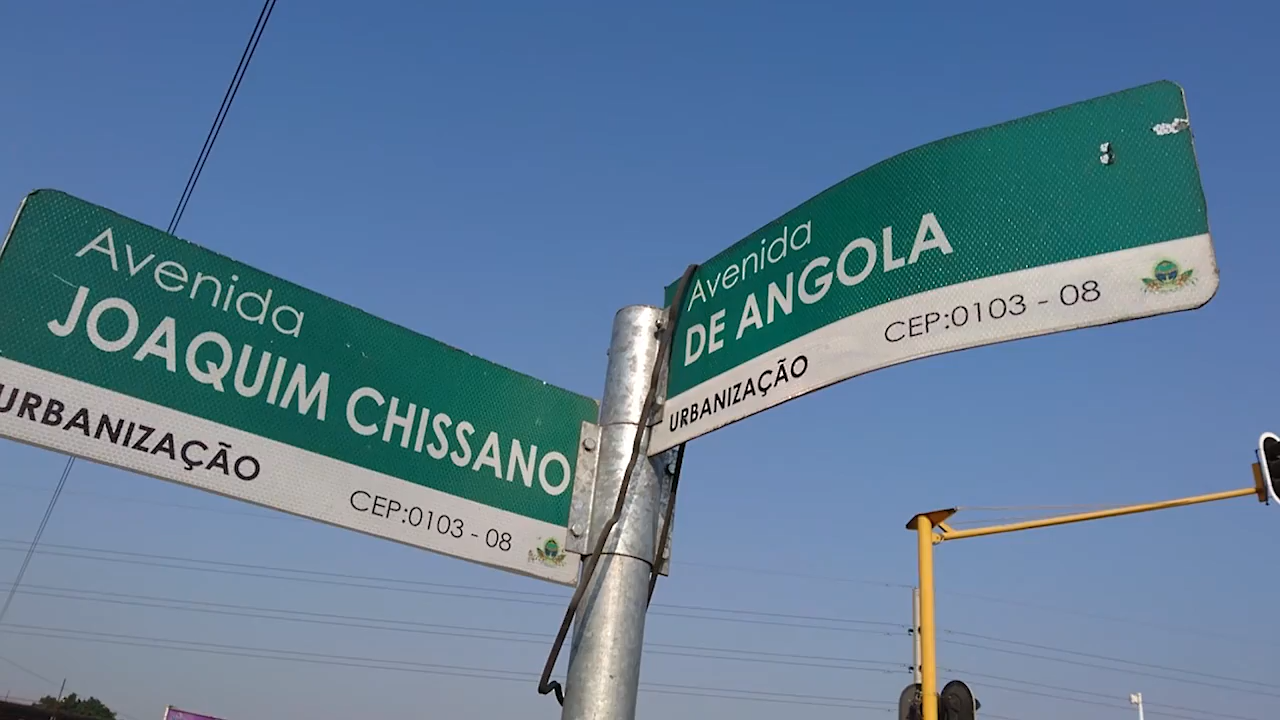 Avenida
JOAQUIM CHISSANO
URBANIZAÇÃO
CEP:0103 - 08
Avenida
DE ANGOLA
URBANIZAÇÃO
CEP:0103 - 08